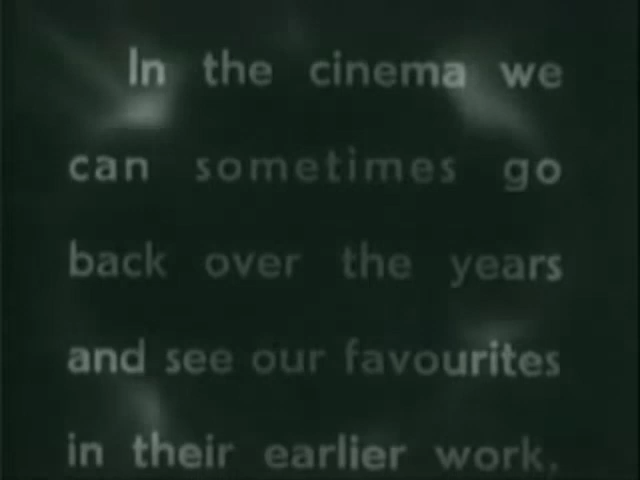 In the cinema we
can sometimes go
back over the years
and see our favourites
in their earlier work.